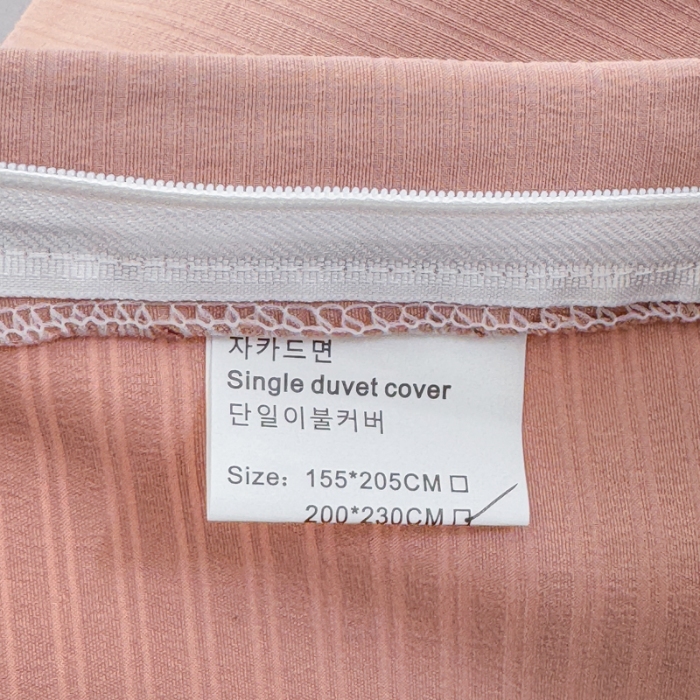 자카드면
Single duvet cover
단일이불커버
Size: 155*205CM □
200*230CM □